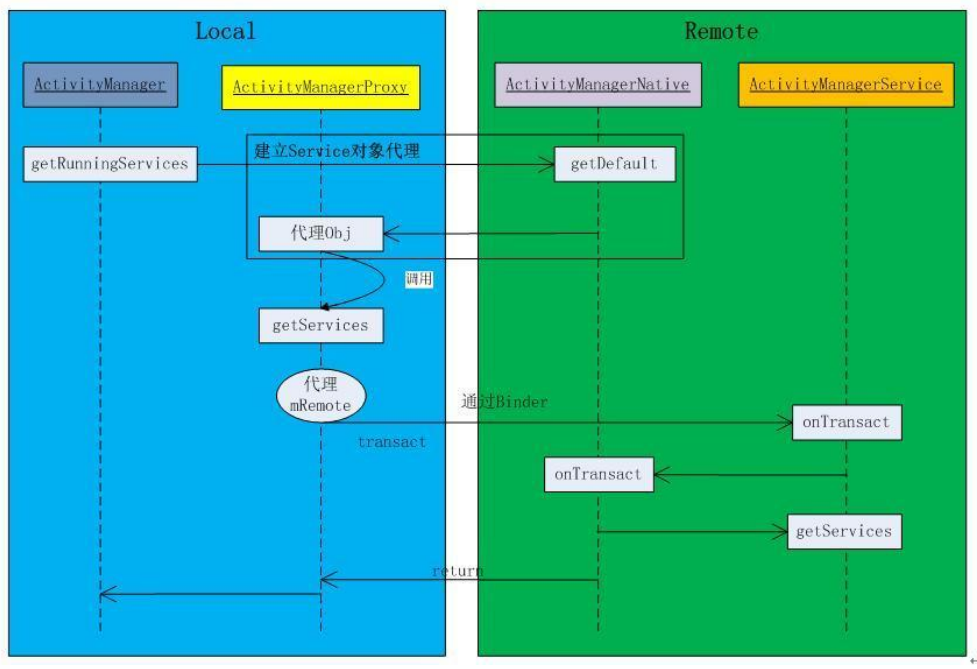 Local
Remote
ActivityManager
ActivityManagerProxy
ActivityManagerNative
ActivityManagerService
建立Service对象代理
getRunningServices
getDefault
代理Obj
调用
getServices
代理
mRemote
通过Binder
transact
onTransact
onTransact
getServices
return